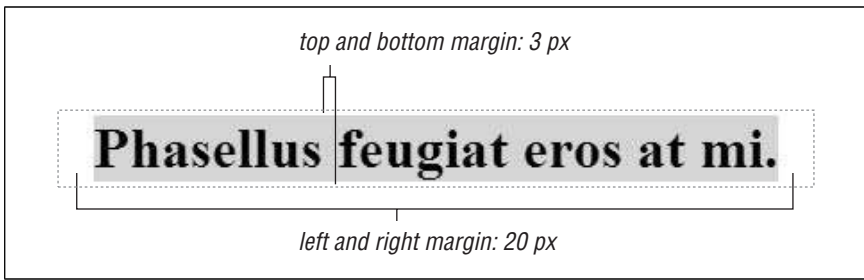 top and bottom margin: 3 px
Phasellus feugiat eros at mi.
left and right margin: 20 px